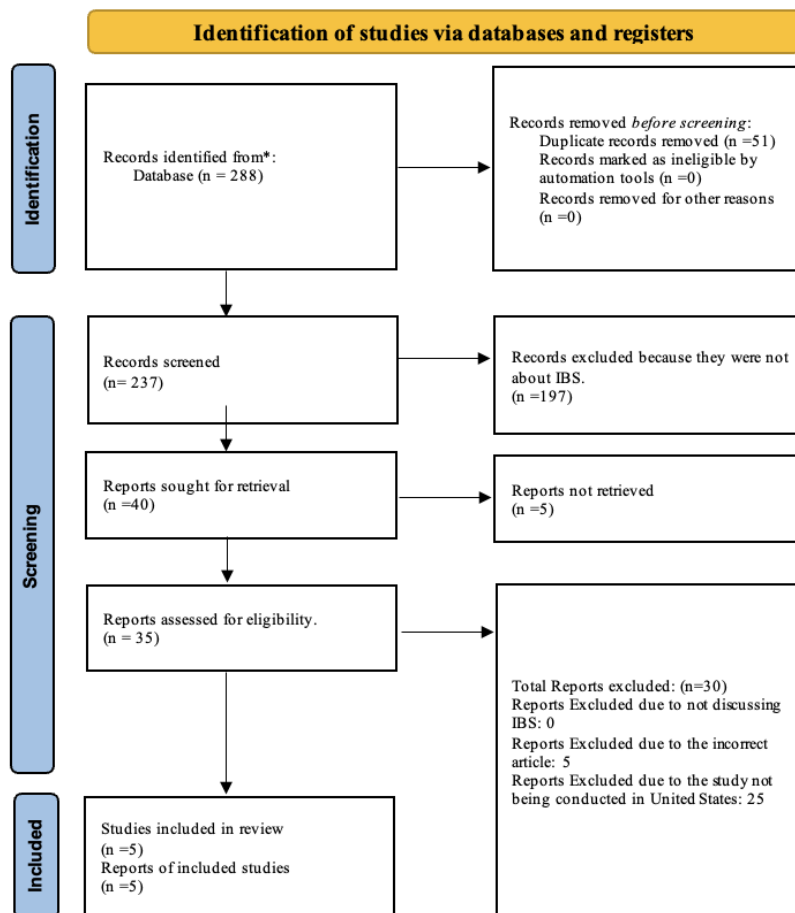 Identification of studies via databases and registers
Identification
Records identified from*:
Database (n = 288)
Records removed before screening:
Duplicate records removed (n =51)
Records marked as ineligible by
automation tools (n =0)
Records removed for other reasons
(n =0)
Screening
Records screened
(n= 237)
Records excluded because they were not
about IBS.
(n =197)
Reports sought for retrieval
(n =40)
Reports not retrieved
(n =5)
Reports assessed for eligibility.
(n = 35)
Total Reports excluded: (n=30)
Reports Excluded due to not discussing
IBS: 0
Reports Excluded due to the incorrect
article: 5
Reports Excluded due to the study not
being conducted in United States: 25
Included
Studies included in review
(n =5)
Reports of included studies
(n =5)